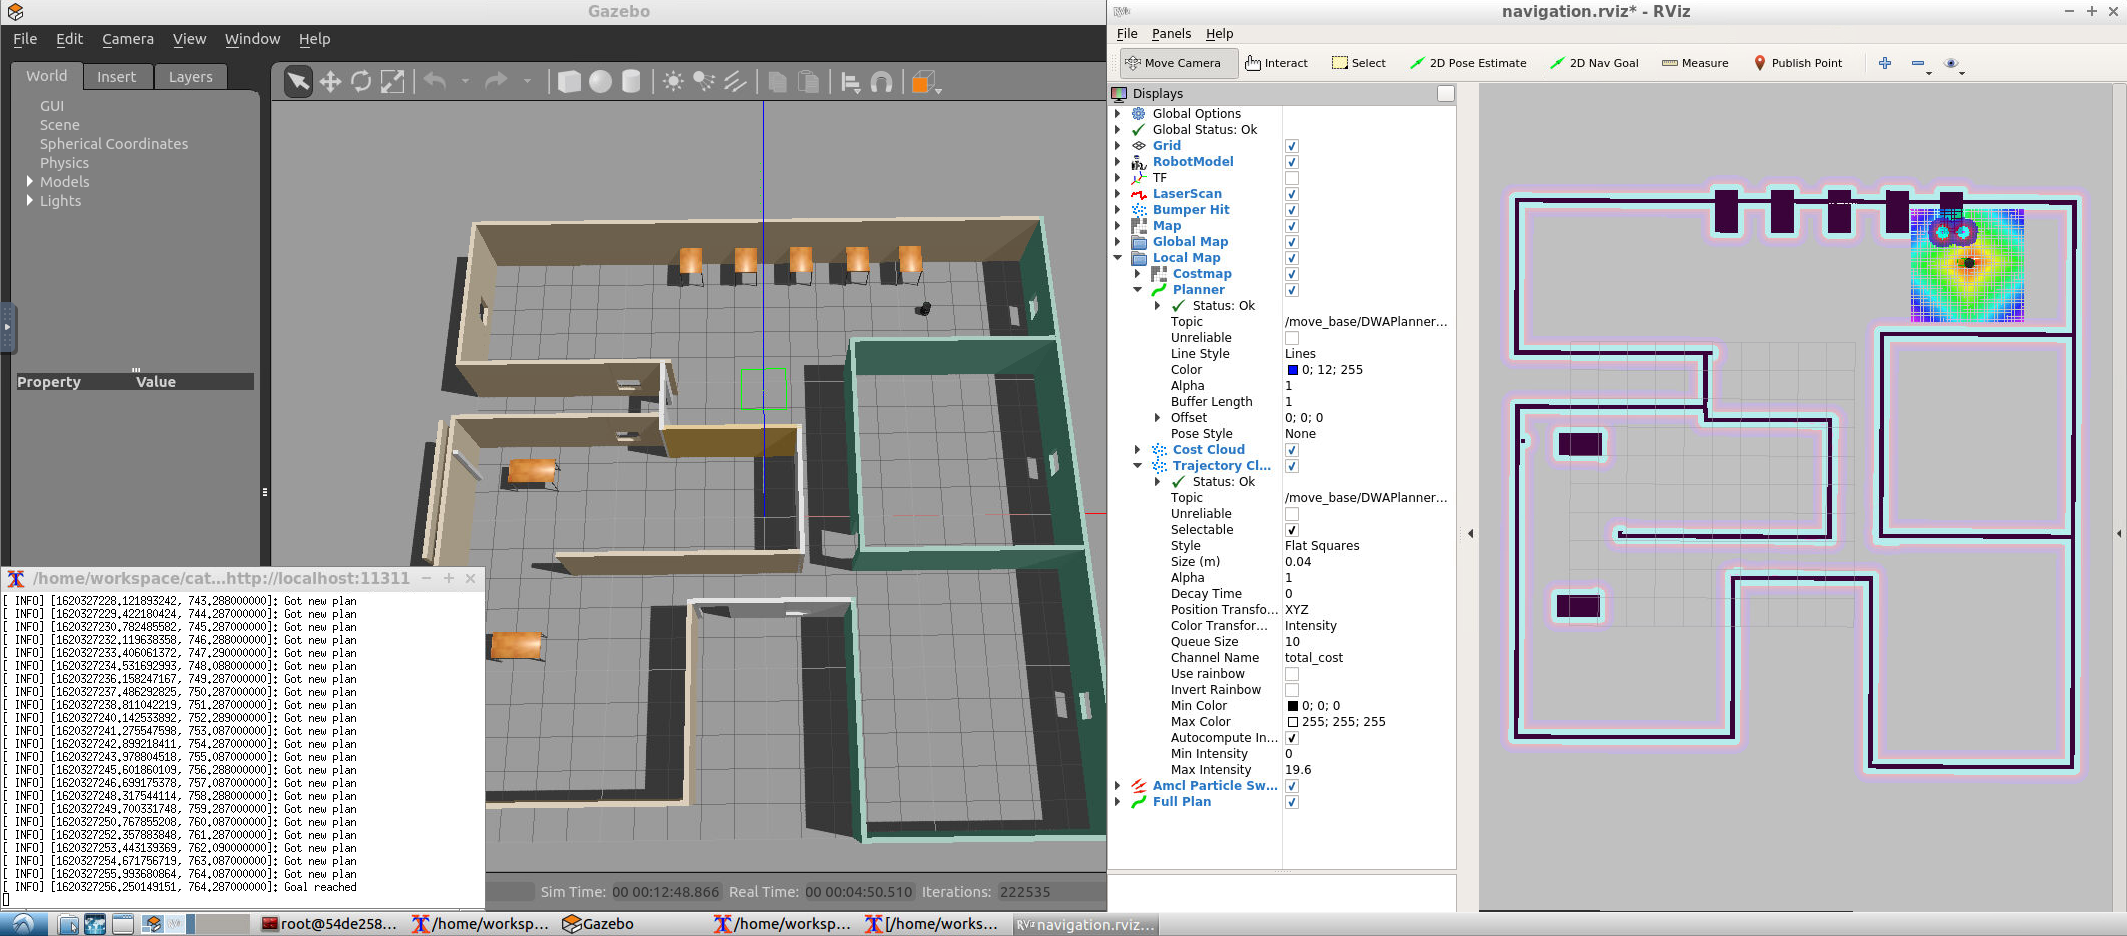 Gazebo
File Edit Camera View Window Help
World Insert Layers
GUI
Scene
Spherical Coordinates
Physics
Models
Lights
Property Value
/home/workspace/cat...http://localhost:11311
[ INFO] [1620327228.121893242, 743.288000000]: Got new plan
[ INFO] [1620327229.422180424, 744.287000000]: Got new plan
[ INFO] [1620327230.782485582, 745.287000000]: Got new plan
[ INFO] [1620327232.119638358, 746.288000000]: Got new plan
[ INFO] [1620327233.406061372, 747.290000000]: Got new plan
[ INFO] [1620327234.531692993, 748.088000000]: Got new plan
[ INFO] [1620327236.158247167, 749.287000000]: Got new plan
[ INFO] [1620327237.486292825, 750.287000000]: Got new plan
[ INFO] [1620327238.811042219, 751.287000000]: Got new plan
[ INFO] [1620327240.142533892, 752.289000000]: Got new plan
[ INFO] [1620327241.275547598, 753.087000000]: Got new plan
[ INFO] [1620327242.899218411, 754.287000000]: Got new plan
[ INFO] [1620327243.978804518, 755.087000000]: Got new plan
[ INFO] [1620327245.601860109, 756.288000000]: Got new plan
[ INFO] [1620327246.699175378, 757.087000000]: Got new plan
[ INFO] [1620327248.317544114, 758.288000000]: Got new plan
[ INFO] [1620327249.700331748, 759.287000000]: Got new plan
[ INFO] [1620327250.767855208, 760.087000000]: Got new plan
[ INFO] [1620327252.357883848, 761.287000000]: Got new plan
[ INFO] [1620327253.443139369, 762.090000000]: Got new plan
[ INFO] [1620327254.671756719, 763.087000000]: Got new plan
[ INFO] [1620327255.993680864, 764.087000000]: Got new plan
[ INFO] [1620327256.250149151, 764.287000000]: Goal reached
Sim Time: 00 00:12:48.866 Real Time: 00 00:04:50.510 Iterations: 222535
navigation.rviz* - RViz
File Panels Help
Move Camera Interact Select 2D Pose Estimate 2D Nav Goal Measure Publish Point
Displays
Global Options
Global Status: Ok
Grid
RobotModel
TF
LaserScan
Bumper Hit
Map
Global Map
Local Map
Costmap
Planner
Status: Ok
Topic /move_base/DWAPlanner...
Unreliable
Line Style Lines
Color 0; 12; 255
Alpha 1
Buffer Length 1
Offset 0; 0; 0
Pose Style None
Cost Cloud
Trajectory Cl...
Status: Ok
Topic /move_base/DWAPlanner...
Unreliable
Selectable
Style Flat Squares
Size (m) 0.04
Alpha 1
Decay Time 0
Position Transfo... XYZ
Color Transfor... Intensity
Queue Size 10
Channel Name total_cost
Use rainbow
Invert Rainbow
Min Color 0; 0; 0
Max Color 255; 255; 255
Autocompute In...
Min Intensity 0
Max Intensity 19.6
Amcl Particle Sw...
Full Plan
root@54de258... /home/worksp... Gazebo /home/worksp... [/home/works... RViz navigation.rviz...